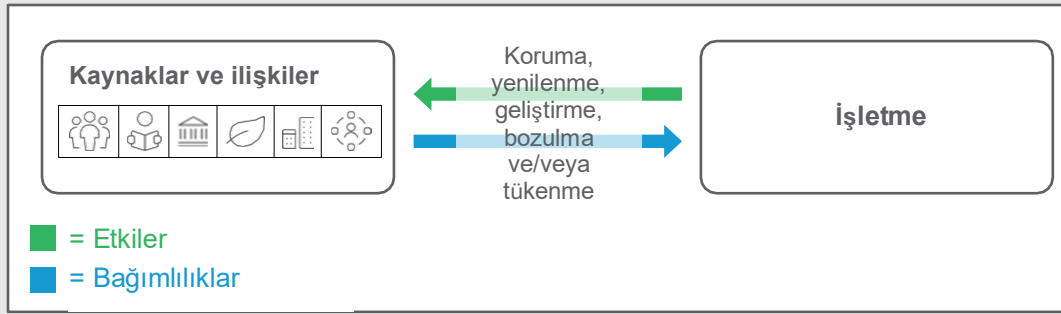 Kaynaklar ve ilişkiler
Koruma,
yenilenme,
geliştirme,
bozulma
ve/veya
tükenme
İşletme
= Etkiler
= Bağımlılıklar